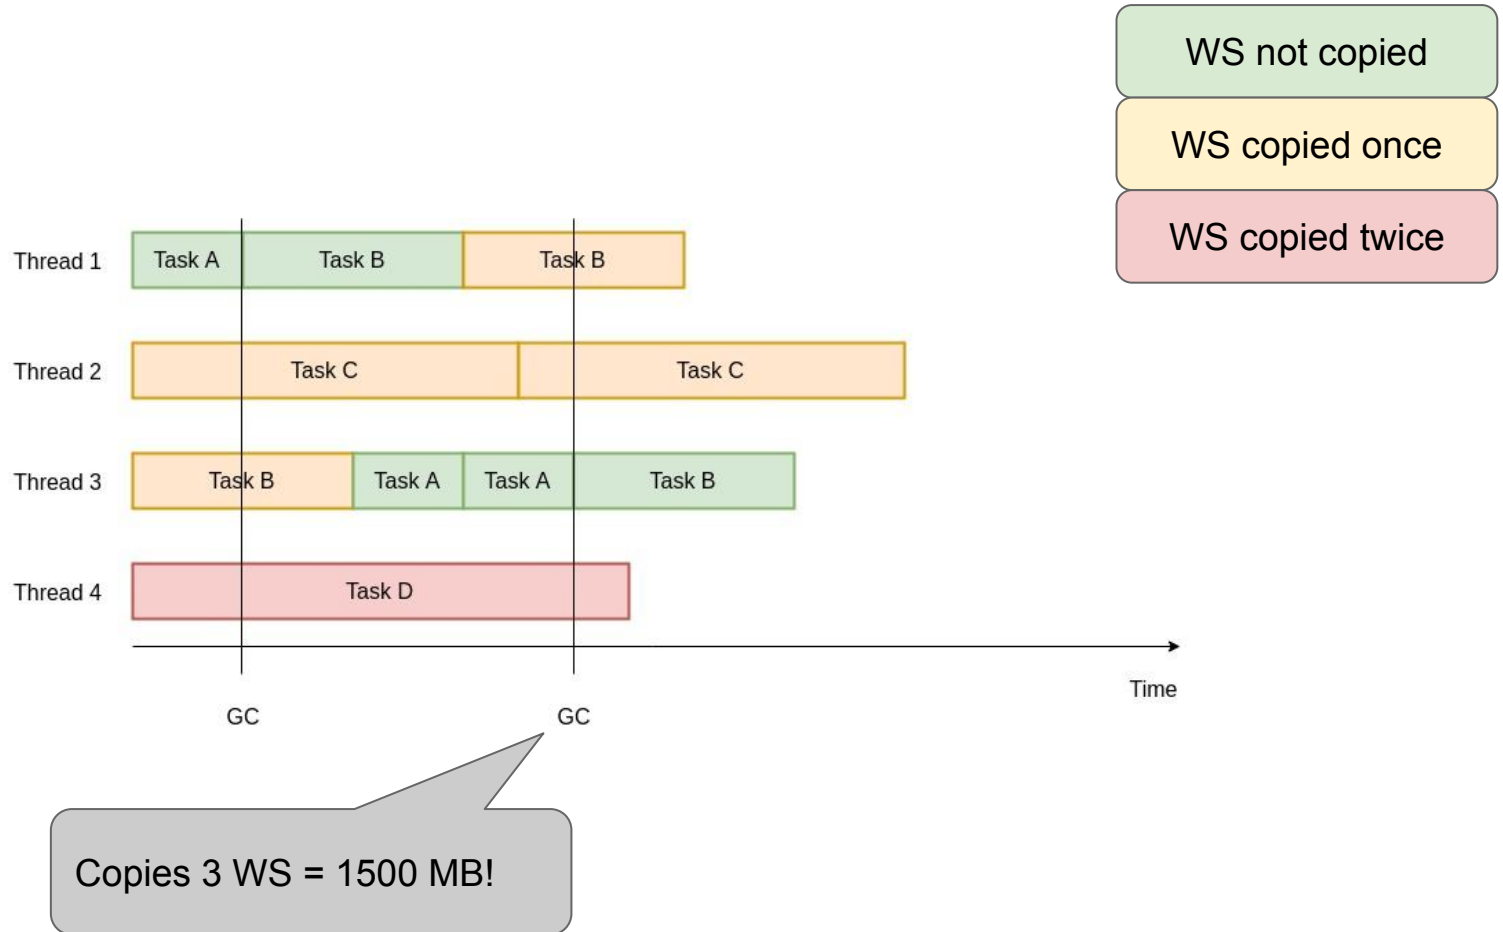 WS not copied
WS copied once
WS copied twice
Thread 1
Task A
Task B
Task B
Thread 2
Task C
Task C
Thread 3
Task B
Task A
Task A
Task B
Thread 4
Task D
Time
GC
GC
Copies 3 WS = 1500 MB!